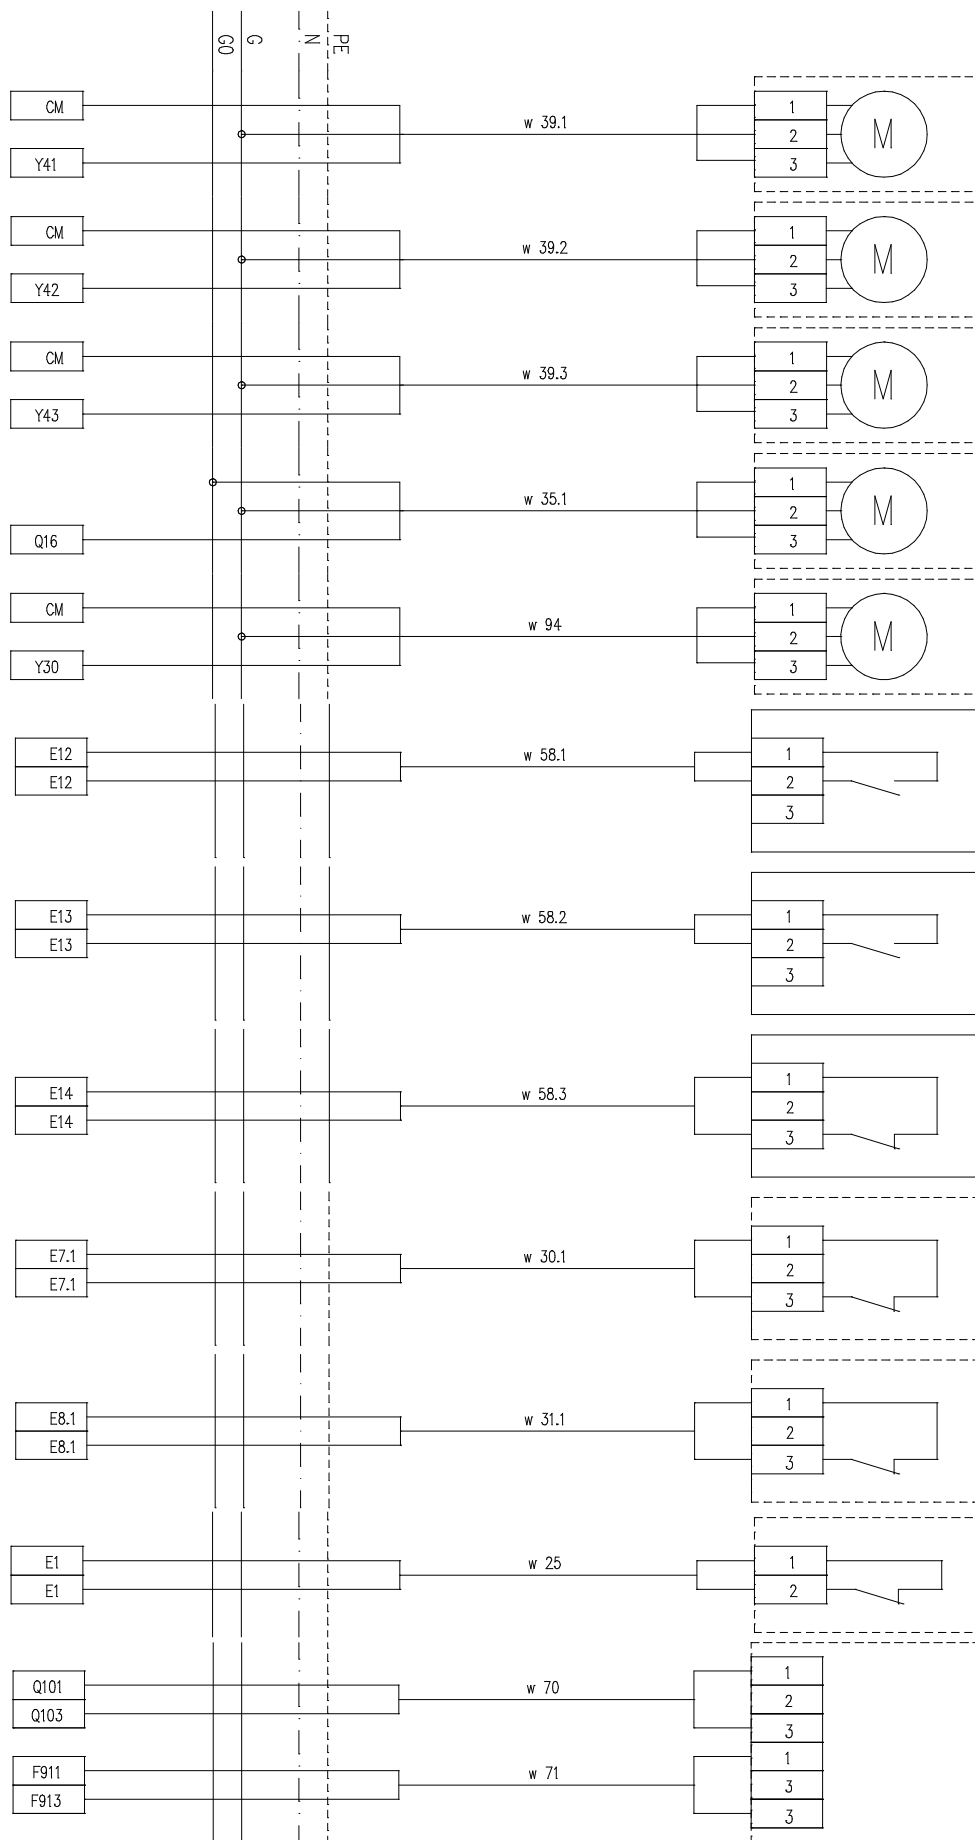 G0 G N PE
CM
w 39.1
1
2
3
M
Y41
CM
w 39.2
1
2
3
M
Y42
CM
w 39.3
1
2
3
M
Y43
w 35.1
1
2
3
M
Q16
CM
w 94
1
2
3
M
Y30
E12
E12
w 58.1
1
2
3
E13
E13
w 58.2
1
2
3
E14
E14
w 58.3
1
2
3
E7.1
E7.1
w 30.1
1
2
3
E8.1
E8.1
w 31.1
1
2
3
E1
E1
w 25
1
2
Q101
Q103
w 70
1
2
3
F911
F913
w 71
1
3
3